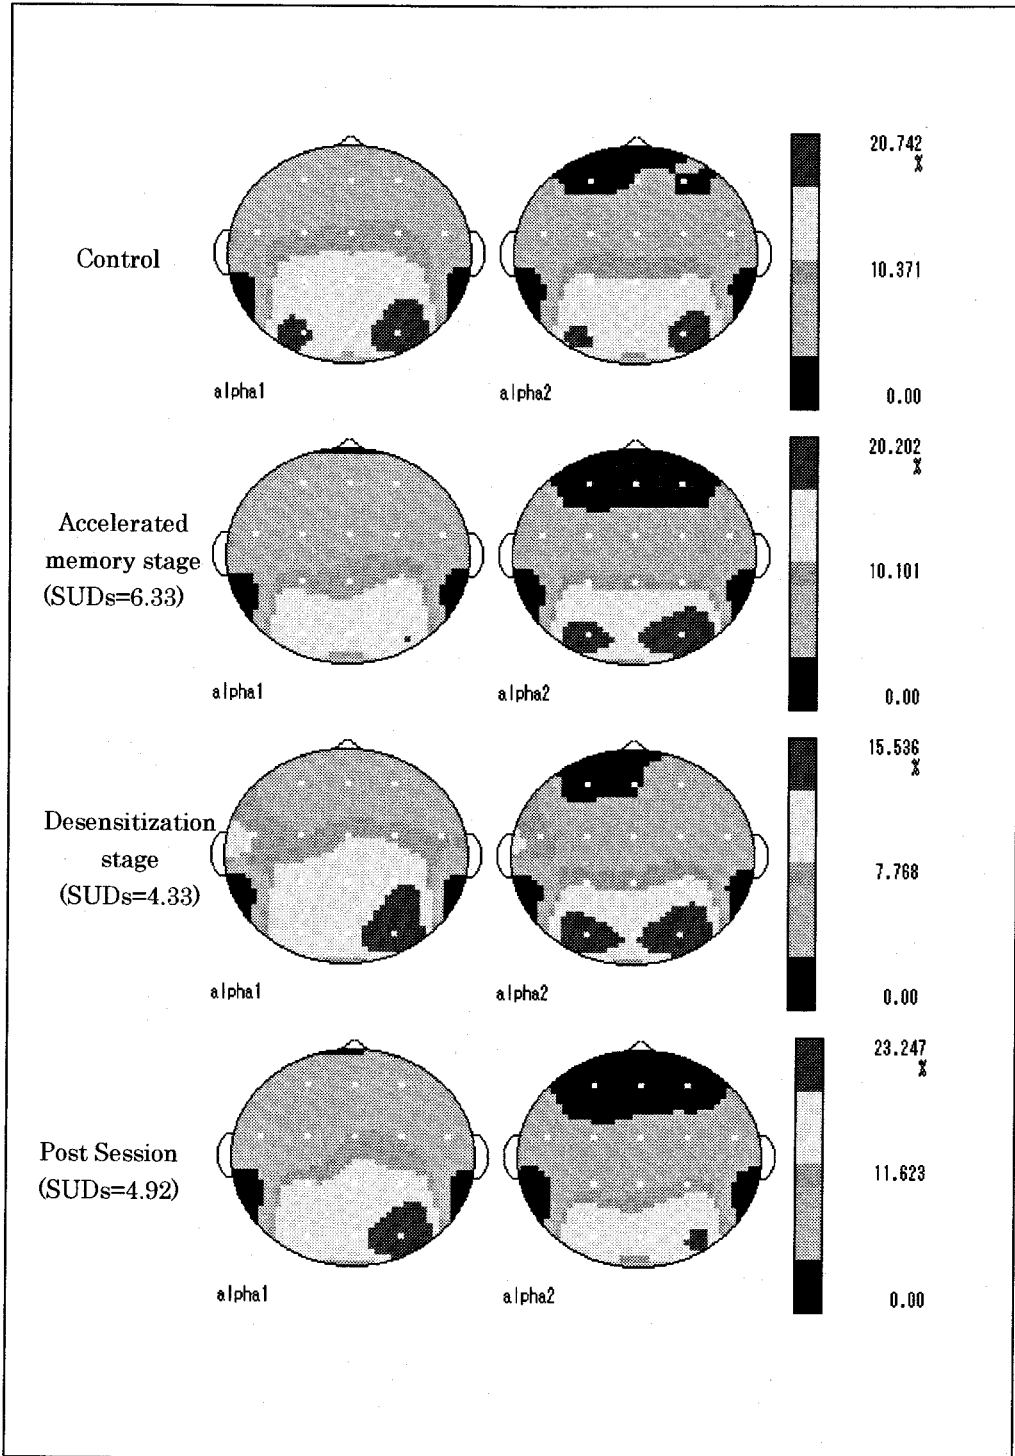 20.742
%
Control
10.371
0.00
alpha1
alpha2
20.202
%
Accelerated
memory stage
(SUDs=6.33)
10.101
0.00
alpha1
alpha2
15.536
%
Desensitization
stage
(SUDs=4.33)
7.768
0.00
alpha1
alpha2
23.247
%
Post Session
(SUDs=4.92)
11.623
0.00
alpha1
alpha2